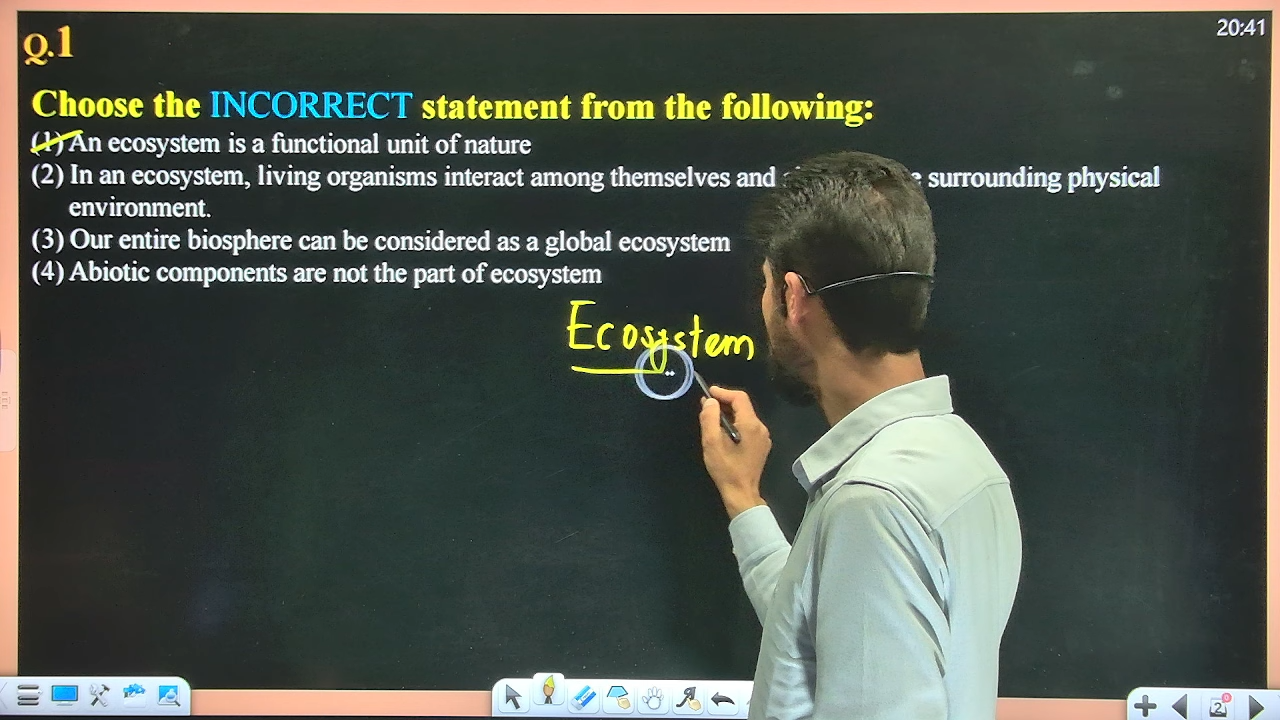 Q.1
20:41
Choose the INCORRECT statement from the following:
(1) An ecosystem is a functional unit of nature
(2) In an ecosystem, living organisms interact among themselves and surrounding physical
environment.
(3) Our entire biosphere can be considered as a global ecosystem
(4) Abiotic components are not the part of ecosystem
Ecosystem
2